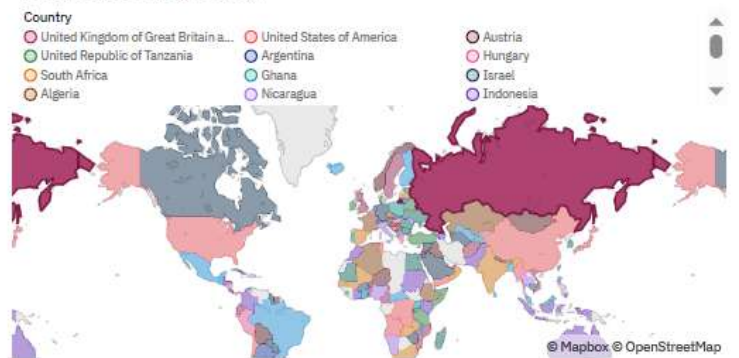 Country
United Kingdom of Great Britain a...
United States of America
Austria
United Republic of Tanzania
Argentina
Hungary
South Africa
Ghana
Israel
Algeria
Nicaragua
Indonesia
© Mapbox © OpenStreetMap